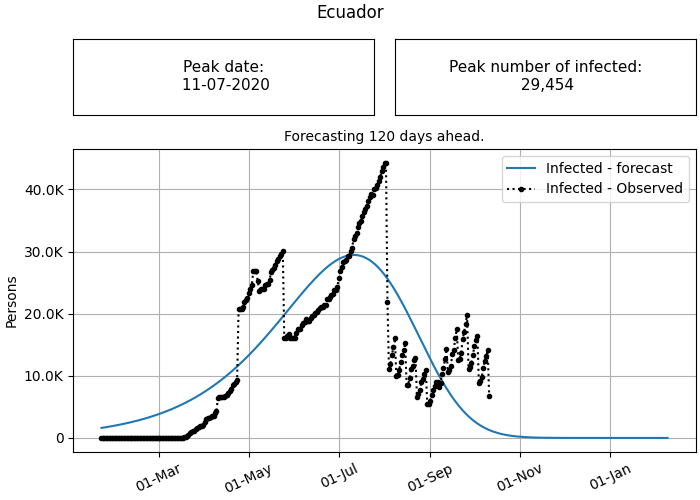 Ecuador
Peak date:
11-07-2020
Peak number of infected:
29,454
Forecasting 120 days ahead.
Infected - forecast
Infected - Observed
Persons
40.0K
30.0K
20.0K
10.0K
0
01-Mar
01-May
01-Jul
01-Sep
01-Nov
01-Jan